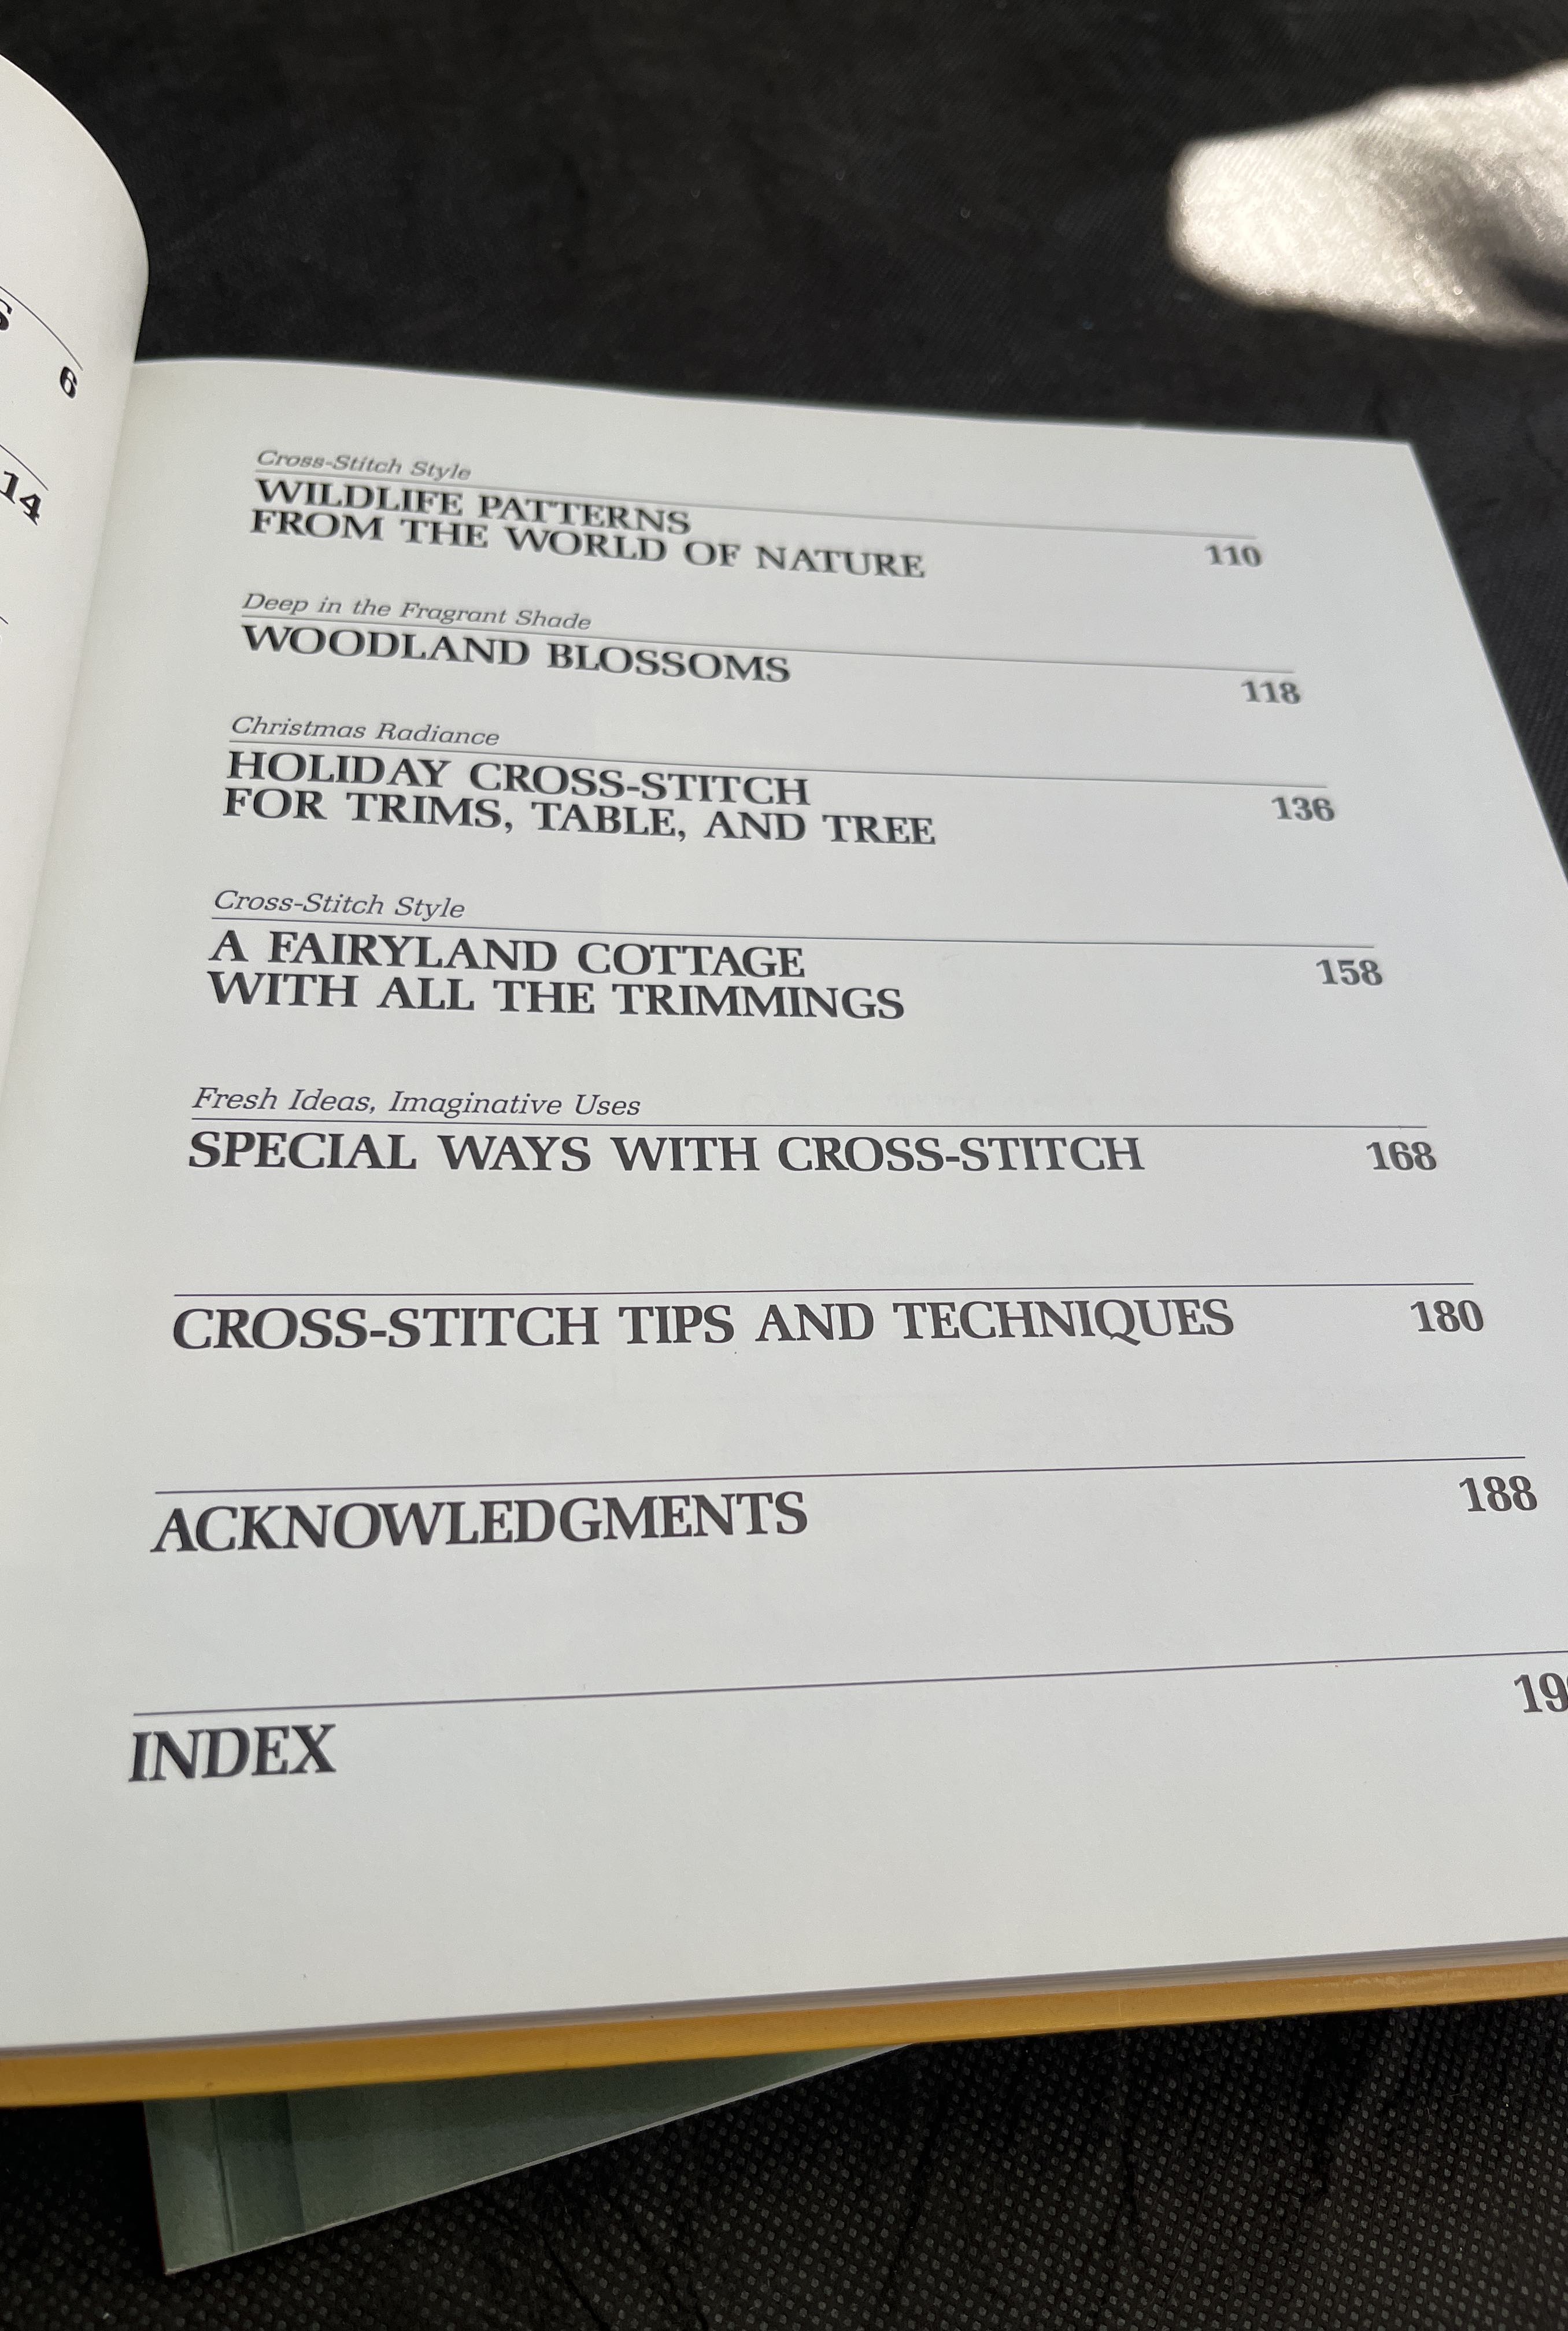 S
6
14
Cross-Stitch Style
WILDLIFE PATTERNS
FROM THE WORLD OF NATURE 110
Deep in the Fragrant Shade
WOODLAND BLOSSOMS 118
Christmas Radiance
HOLIDAY CROSS-STITCH
FOR TRIMS, TABLE, AND TREE 136
Cross-Stitch Style
A FAIRYLAND COTTAGE
WITH ALL THE TRIMMINGS 158
Fresh Ideas, Imaginative Uses
SPECIAL WAYS WITH CROSS-STITCH 168
CROSS-STITCH TIPS AND TECHNIQUES 180
ACKNOWLEDGMENTS 188
INDEX